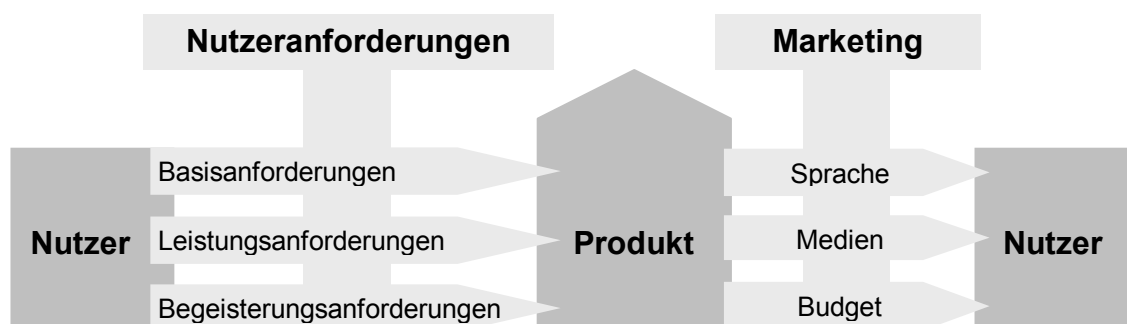 Nutzeranforderungen
Marketing
Basisanforderungen
Sprache
Nutzer
Leistungsanforderungen
Produkt
Medien
Nutzer
Begeisterungsanforderungen
Budget